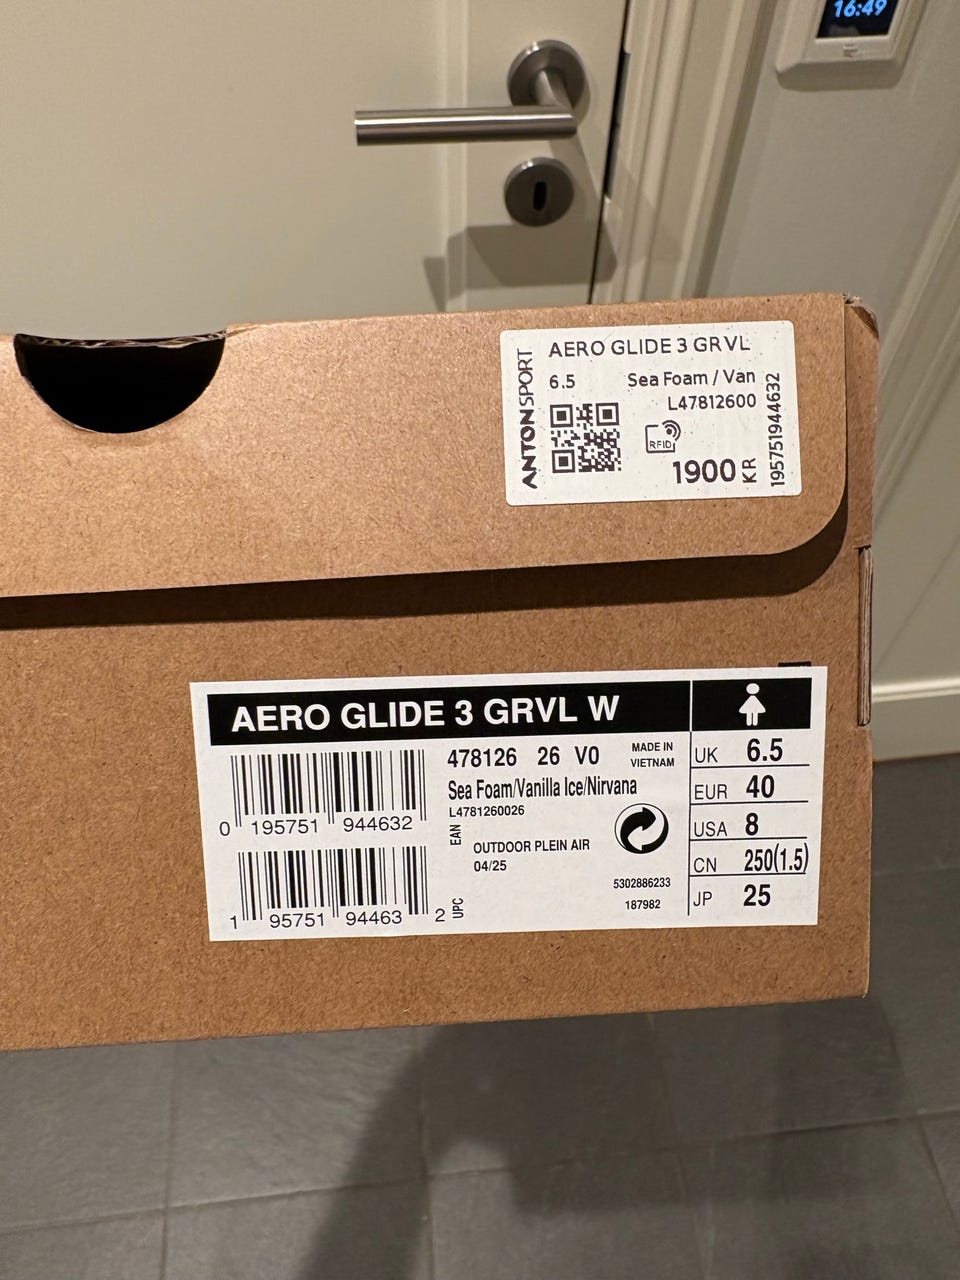 16:49
ANTON SPORT
AERO GLIDE 3 GRVL
6.5 Sea Foam / Van
L47812600
RFID
1900 KR
195751944632
AERO GLIDE 3 GRVL W
478126 26 V0
MADE IN
VIETNAM
Sea Foam/Vanilla Ice/Nirvana
L4781260026
0 195751 944632
EAN
OUTDOOR PLEIN AIR
04/25
5302886233
187982
1 95751 94463 2
UPC
UK 6.5
EUR 40
USA 8
CN 250(1.5)
JP 25